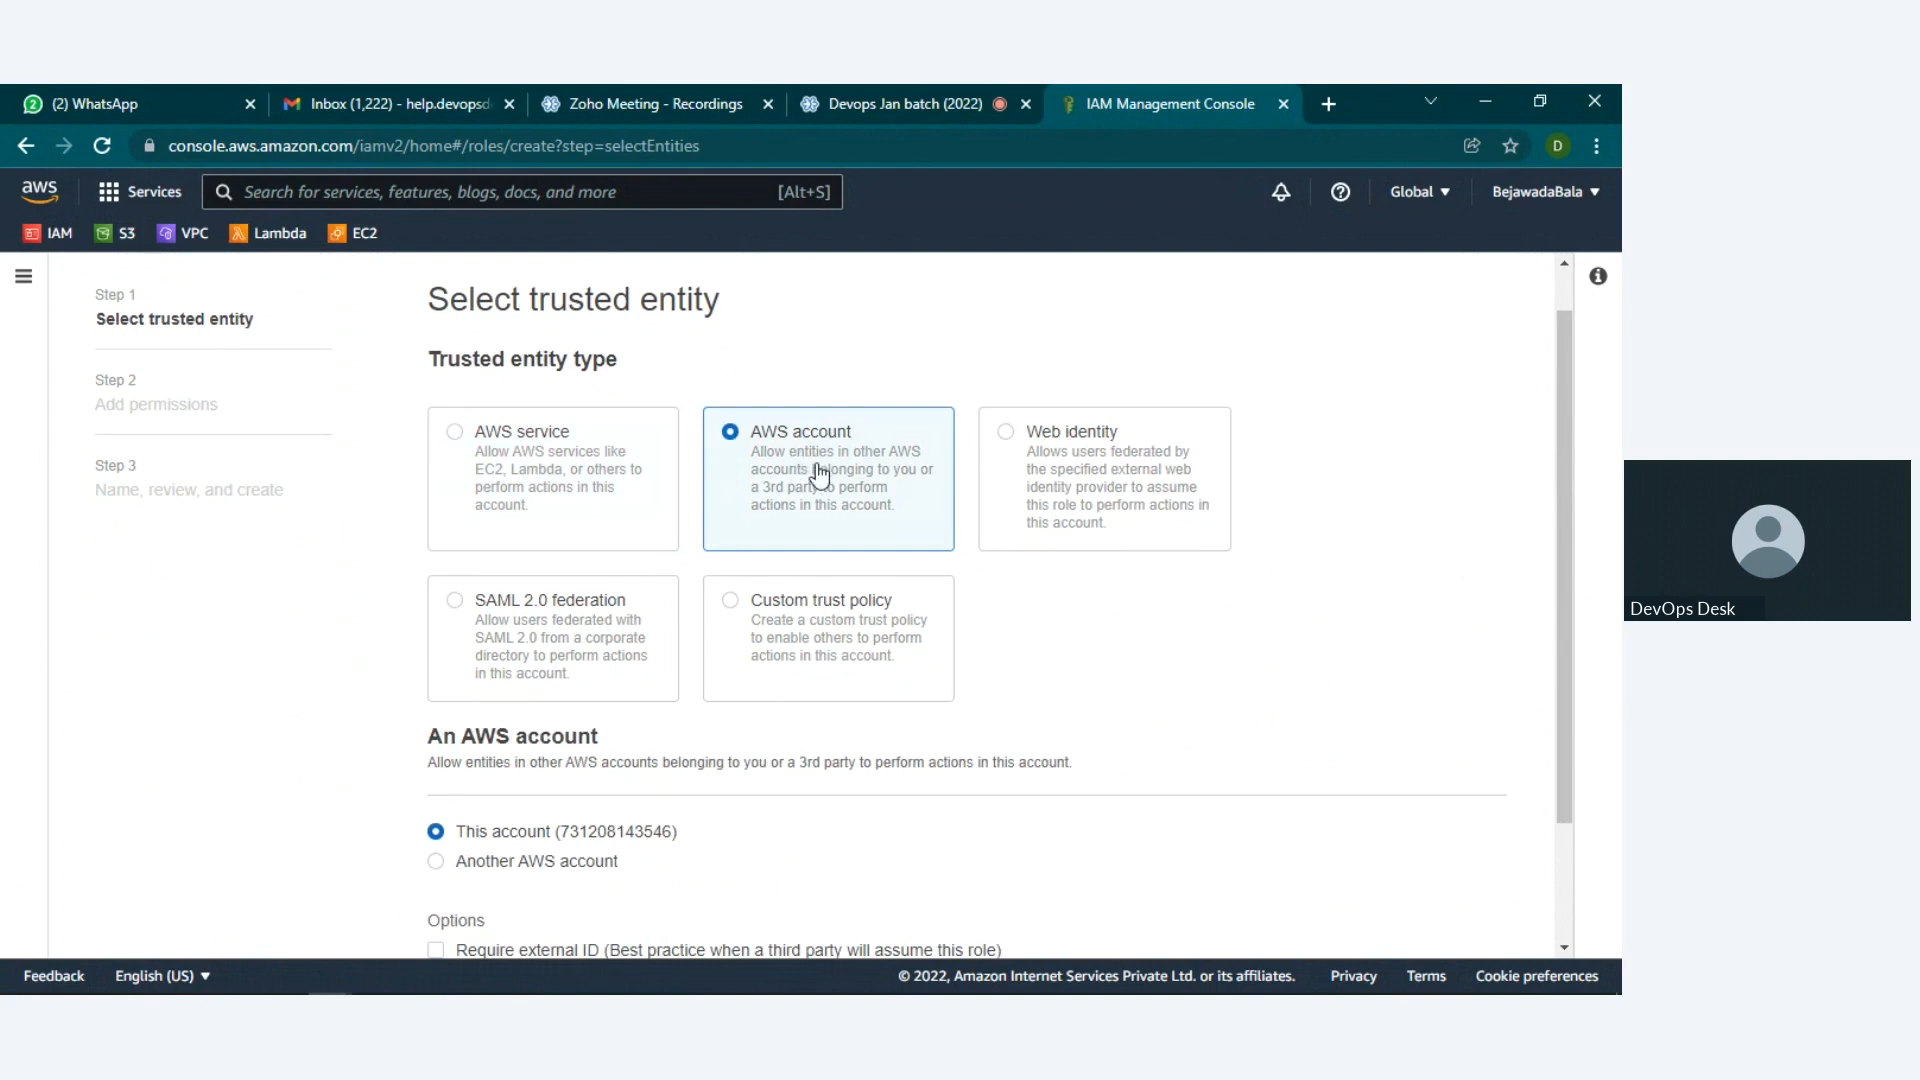 (2) WhatsApp
Inbox (1,222) - help.devopsd
Zoho Meeting - Recordings
Devops Jan batch (2022)
IAM Management Console
console.aws.amazon.com/iamv2/home#/roles/create?step=selectEntities
D
aws
Services
Search for services, features, blogs, docs, and more
[Alt+S]
Global
BejawadaBala
IAM
S3
VPC
Lambda
EC2
Step 1
Select trusted entity
Step 2
Add permissions
Step 3
Name, review, and create
Select trusted entity
Trusted entity type
AWS service
Allow AWS services like
EC2, Lambda, or others to
perform actions in this
account.
AWS account
Allow entities in other AWS
accounts belonging to you or
a 3rd party to perform
actions in this account.
Web identity
Allows users federated by
the specified external web
identity provider to assume
this role to perform actions in
this account.
SAML 2.0 federation
Allow users federated with
SAML 2.0 from a corporate
directory to perform actions
in this account.
Custom trust policy
Create a custom trust policy
to enable others to perform
actions in this account.
An AWS account
Allow entities in other AWS accounts belonging to you or a 3rd party to perform actions in this account.
This account (731208143546)
Another AWS account
Options
Require external ID (Best practice when a third party will assume this role)
Feedback
English (US)
© 2022, Amazon Internet Services Private Ltd. or its affiliates.
Privacy
Terms
Cookie preferences
DevOps Desk